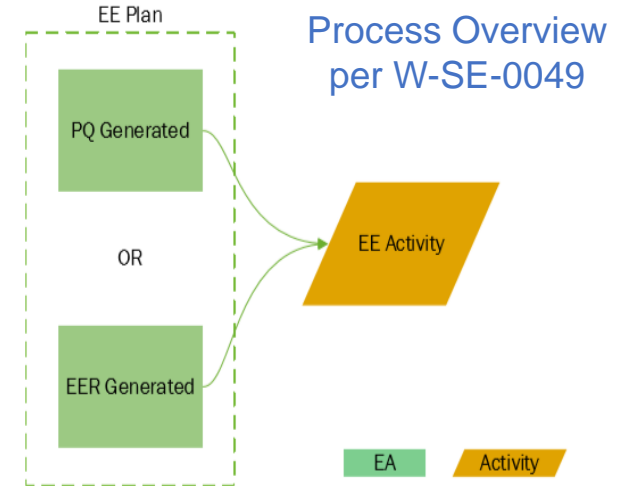 EE Plan
Process Overview
per W-SE-0049
PQ Generated
OR
EE Activity
EER Generated
EA
Activity